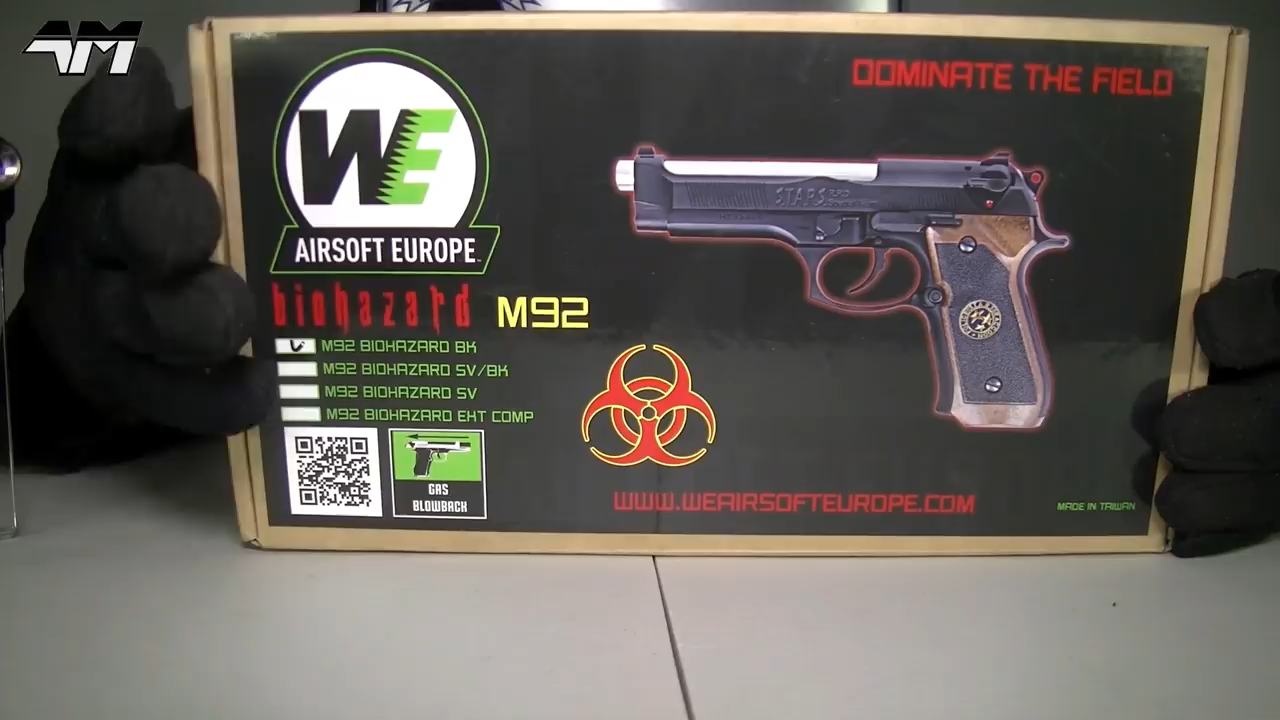 AM
DOMINATE THE FIELD
WE
AIRSOFT EUROPE
biohazard M92
M92 BIOHAZARD BK
M92 BIOHAZARD SV/BK
M92 BIOHAZARD SV
M92 BIOHAZARD EXT COMP
GAS
BLOWBACK
S.T.A.R.S
WWW.WEAIRSOFTEUROPE.COM
MADE IN TAIWAN